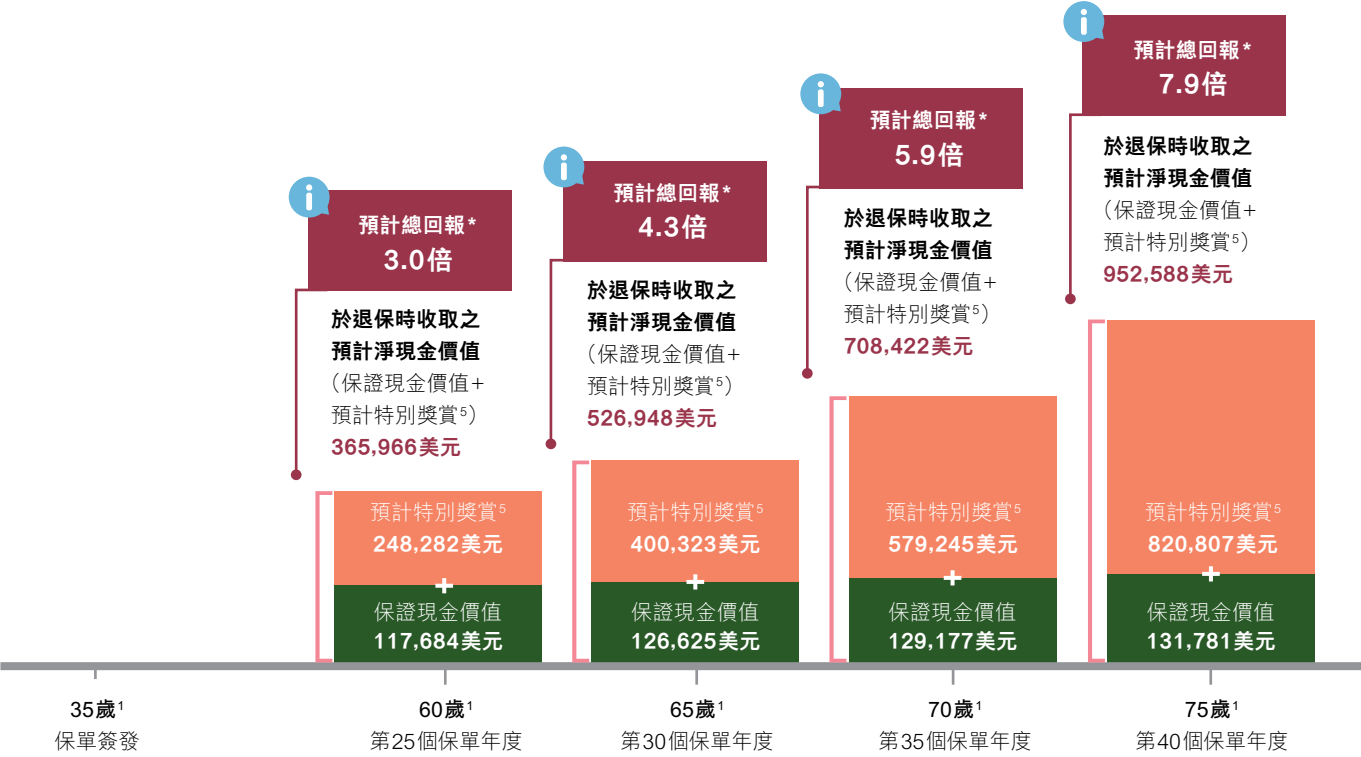 預計總回報*
3.0倍
於退保時收取之
預計淨現金價值
（保證現金價值+
預計特別獎賞5）
365,966美元
預計特別獎賞5
248,282美元
+
保證現金價值
117,684美元
預計總回報*
4.3倍
於退保時收取之
預計淨現金價值
（保證現金價值+
預計特別獎賞5）
526,948美元
預計特別獎賞5
400,323美元
+
保證現金價值
126,625美元
預計總回報*
5.9倍
於退保時收取之
預計淨現金價值
（保證現金價值+
預計特別獎賞5）
708,422美元
預計特別獎賞5
579,245美元
+
保證現金價值
129,177美元
預計總回報*
7.9倍
於退保時收取之
預計淨現金價值
（保證現金價值+
預計特別獎賞5）
952,588美元
預計特別獎賞5
820,807美元
+
保證現金價值
131,781美元
35歲1
保單簽發
60歲1
第25個保單年度
65歲1
第30個保單年度
70歲1
第35個保單年度
75歲1
第40個保單年度